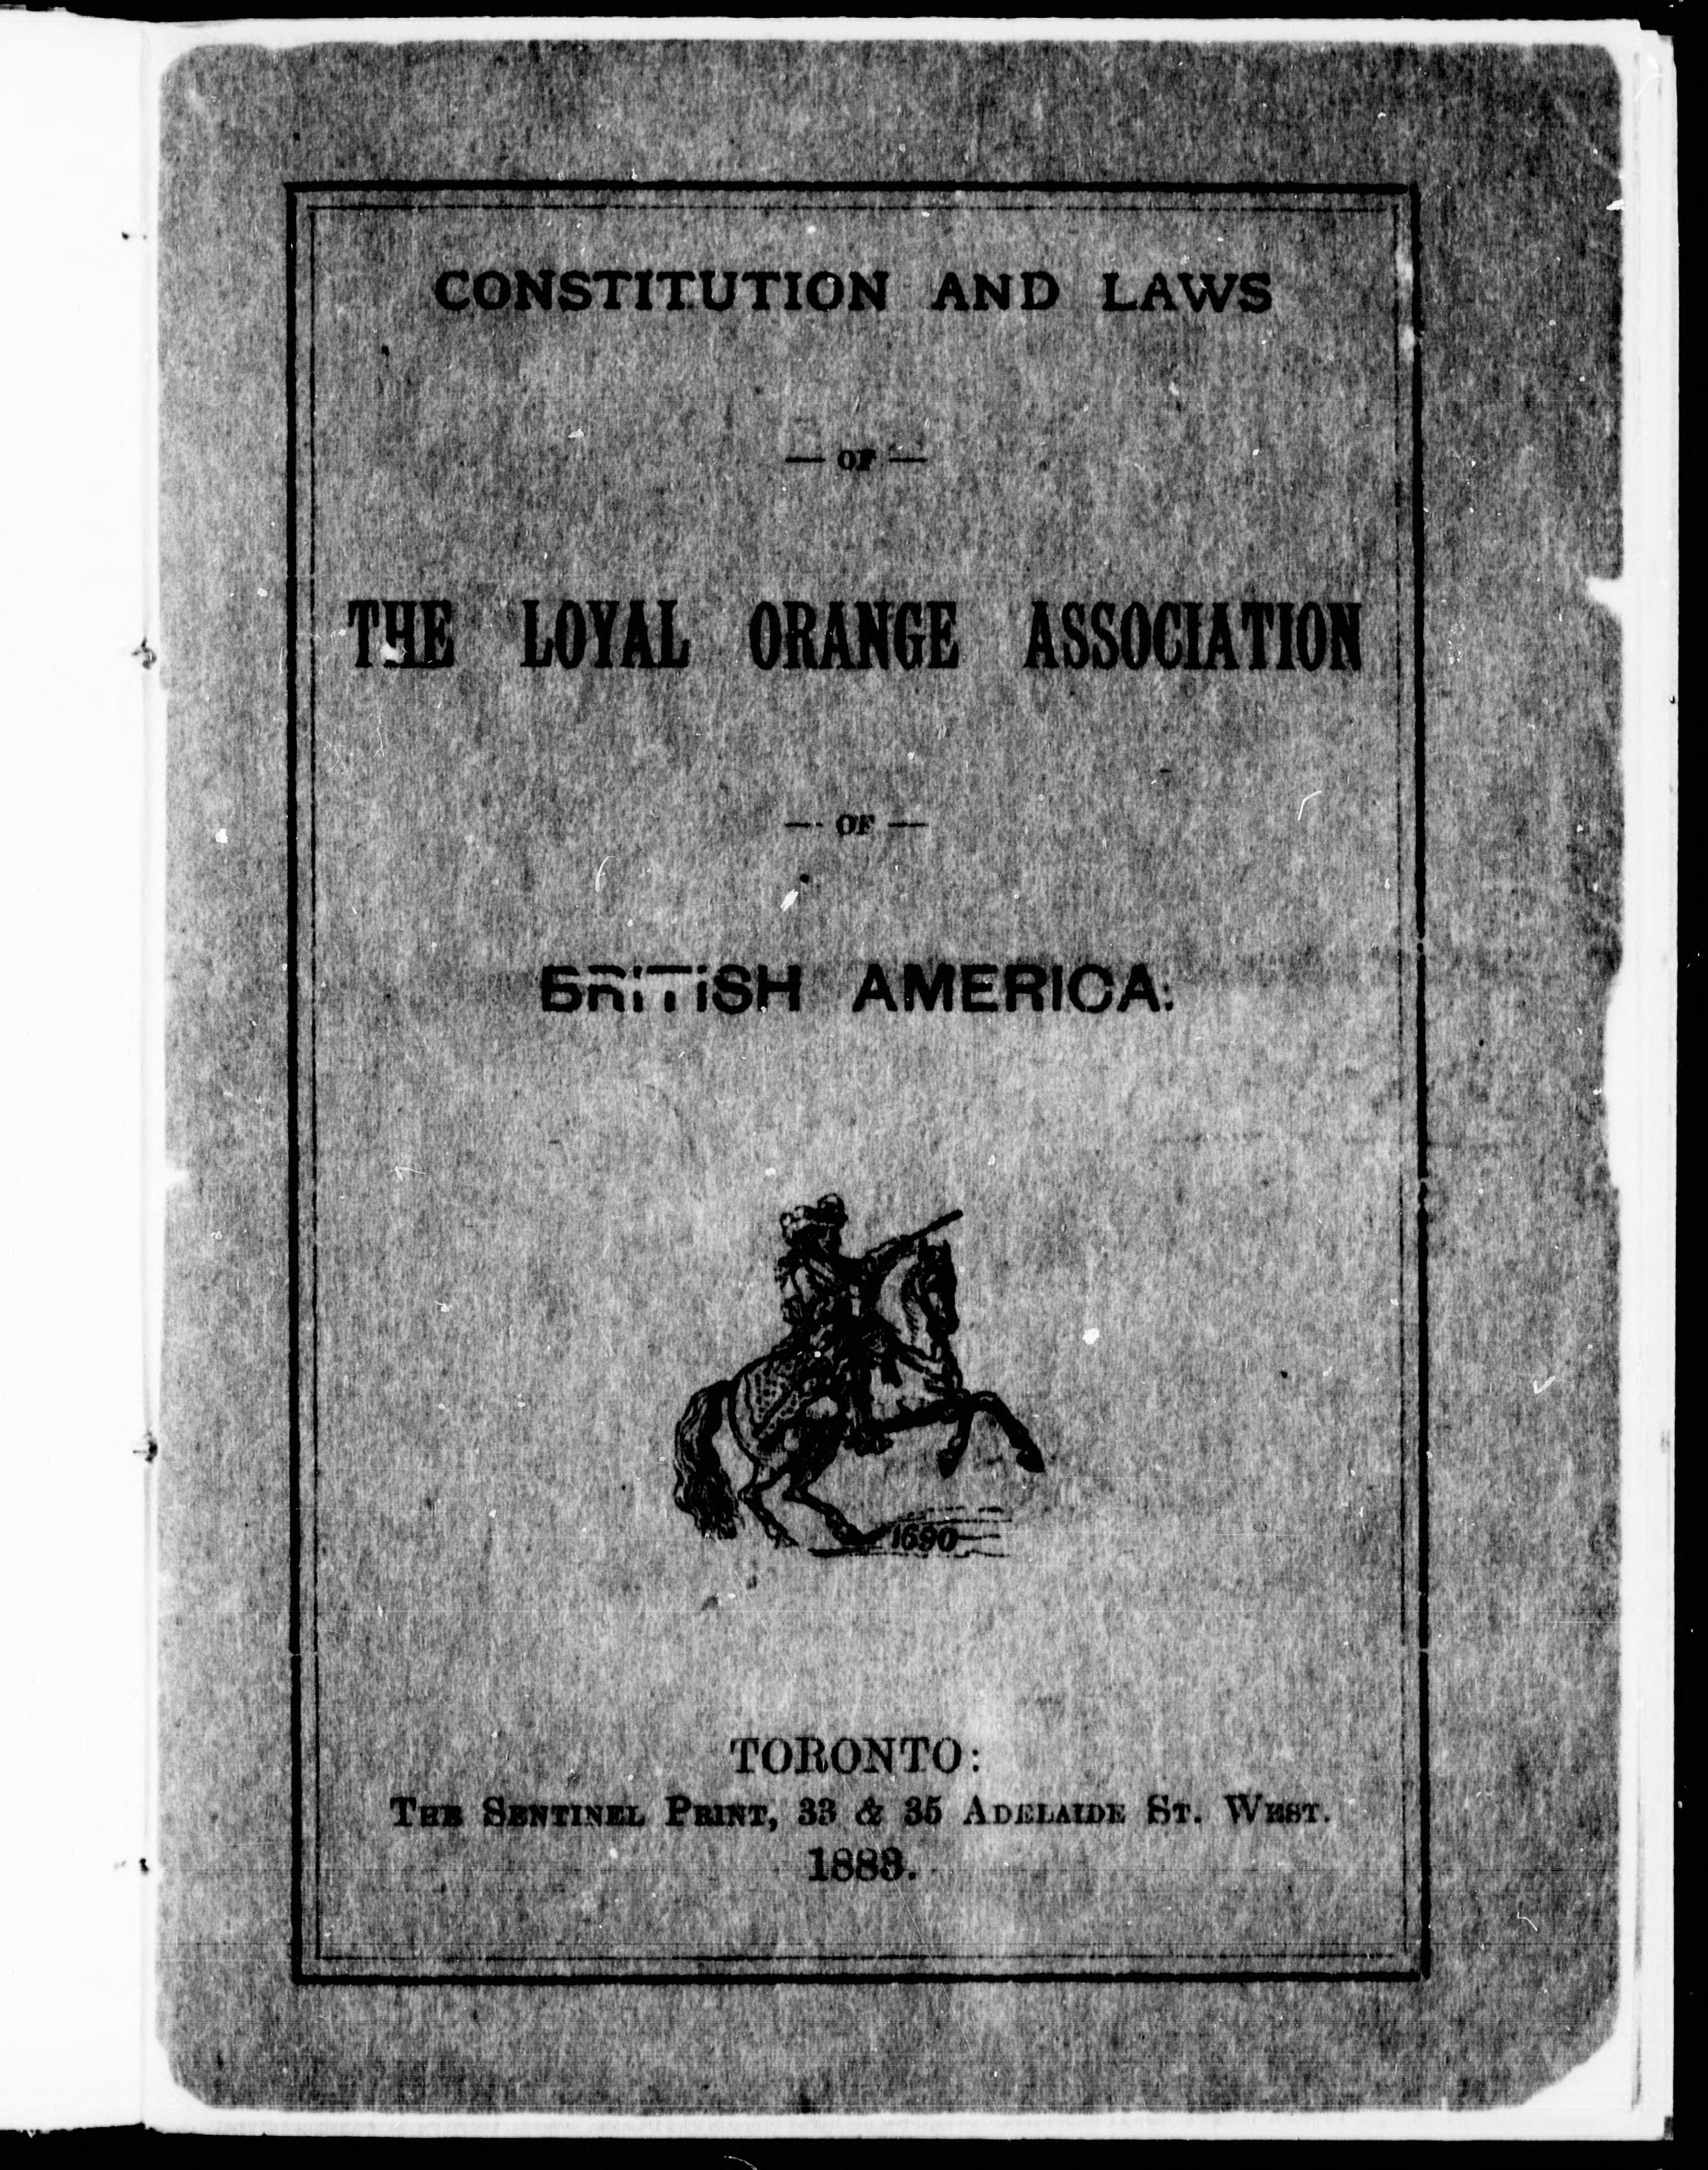 CONSTITUTION AND LAWS
— OF —
THE LOYAL ORANGE ASSOCIATION
— OF —
BRITISH AMERICA:
1690
TORONTO:
THE SENTINEL PRINT, 33 & 35 ADELAIDE ST. WEST.
1883.